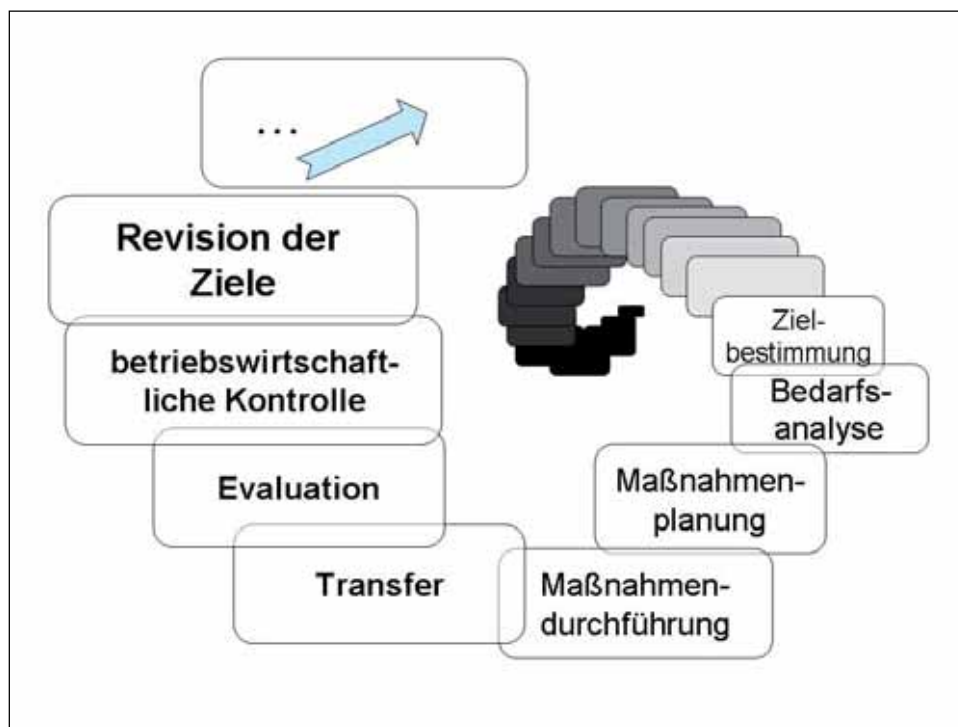 ...
Revision der
Ziele
betriebswirtschaft-
liche Kontrolle
Evaluation
Transfer
Ziel-
bestimmung
Bedarfs-
analyse
Maßnahmen-
planung
Maßnahmen-
durchführung